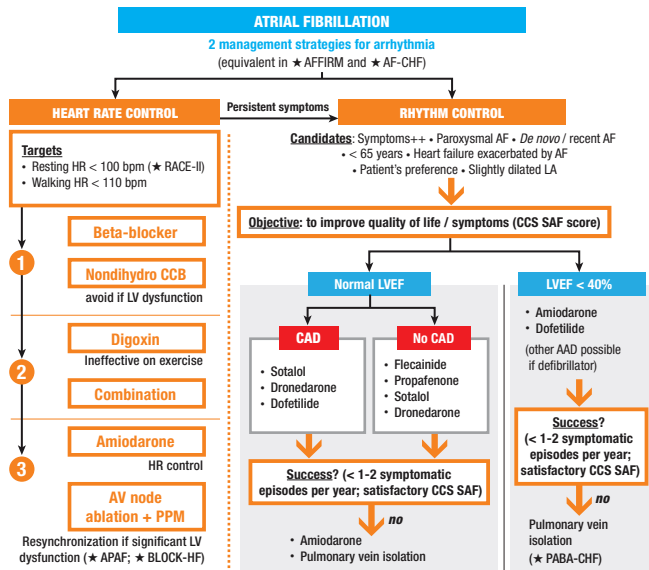 ATRIAL FIBRILLATION
2 management strategies for arrhythmia
(equivalent in ★ AFFIRM and ★ AF-CHF)
HEART RATE CONTROL
Persistent symptoms
RHYTHM CONTROL
Targets
• Resting HR < 100 bpm (★ RACE-II)
• Walking HR < 110 bpm
1
Beta-blocker
Nondihydro CCB
avoid if LV dysfunction
2
Digoxin
Ineffective on exercise
Combination
3
Amiodarone
HR control
AV node
ablation + PPM
Resynchronization if significant LV
dysfunction (★ APAF; ★ BLOCK-HF)
Candidates: Symptoms++ • Paroxysmal AF • De novo / recent AF
• < 65 years • Heart failure exacerbated by AF
• Patient's preference • Slightly dilated LA
Objective: to improve quality of life / symptoms (CCS SAF score)
Normal LVEF
CAD
• Sotalol
• Dronedarone
• Dofetilide
No CAD
• Flecainide
• Propafenone
• Sotalol
• Dronedarone
Success? (< 1-2 symptomatic
episodes per year; satisfactory CCS SAF)
no
• Amiodarone
• Pulmonary vein isolation
LVEF < 40%
• Amiodarone
• Dofetilide
(other AAD possible
if defibrillator)
Success?
(< 1-2 symptomatic
episodes per year;
satisfactory CCS SAF)
no
Pulmonary vein
isolation
(★ PABA-CHF)